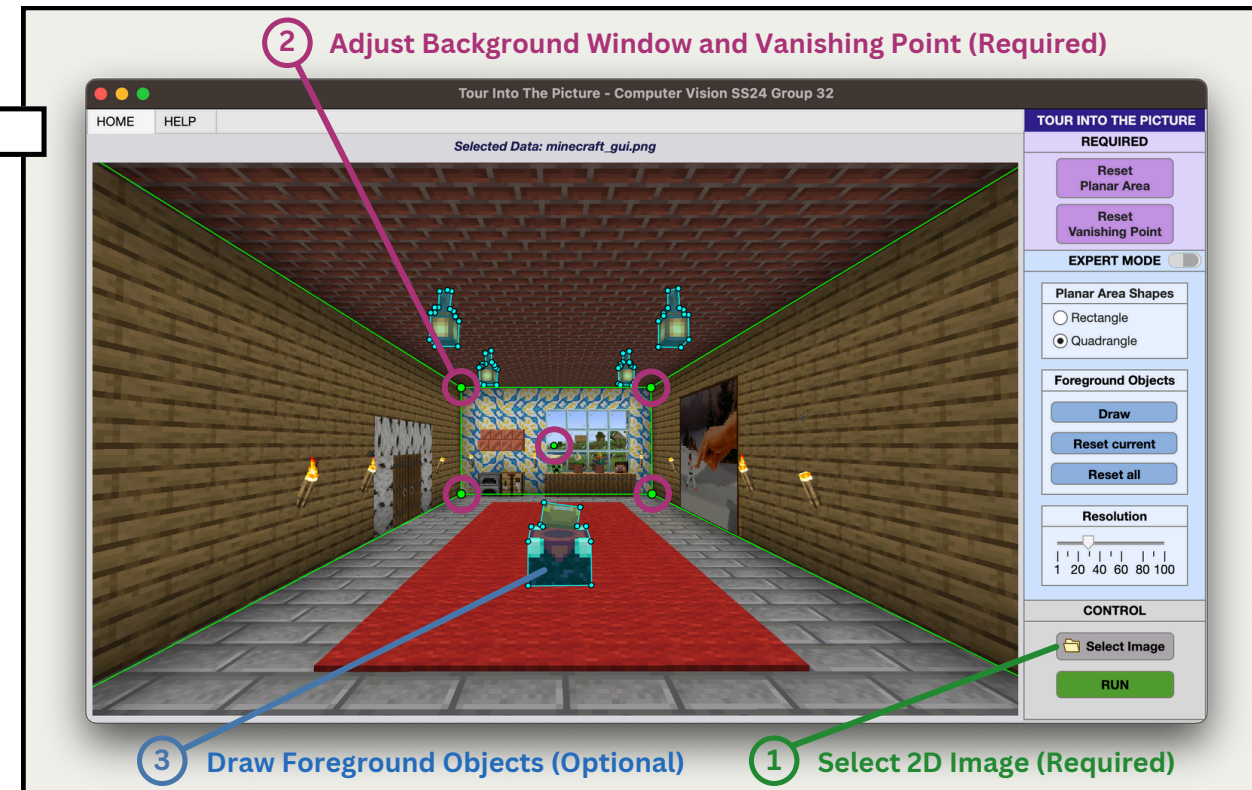 2 Adjust Background Window and Vanishing Point (Required)
Tour Into The Picture - Computer Vision SS24 Group 32
HOME HELP
Selected Data: minecraft_gui.png
TOUR INTO THE PICTURE
REQUIRED
Reset
Planar Area
Reset
Vanishing Point
EXPERT MODE
Planar Area Shapes
Rectangle
Quadrangle
Foreground Objects
Draw
Reset current
Reset all
Resolution
1 20 40 60 80 100
CONTROL
Select Image
RUN
3 Draw Foreground Objects (Optional)
1 Select 2D Image (Required)